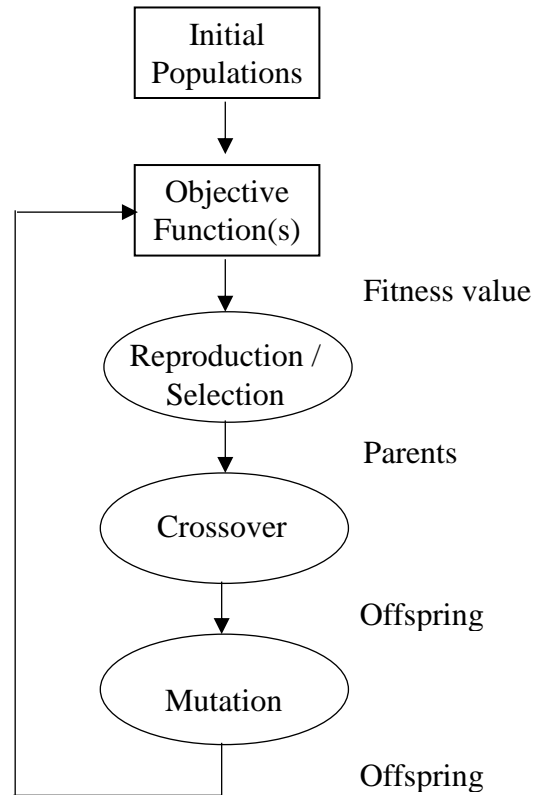 Initial
Populations
Objective
Function(s)
Fitness value
Reproduction /
Selection
Parents
Crossover
Offspring
Mutation
Offspring